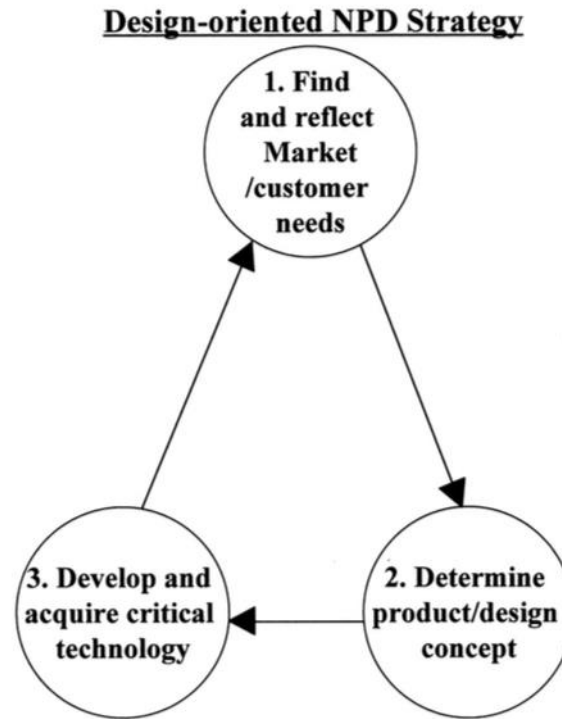 Design-oriented NPD Strategy
1. Find
and reflect
Market
/customer
needs
3. Develop and
acquire critical
technology
2. Determine
product/design
concept